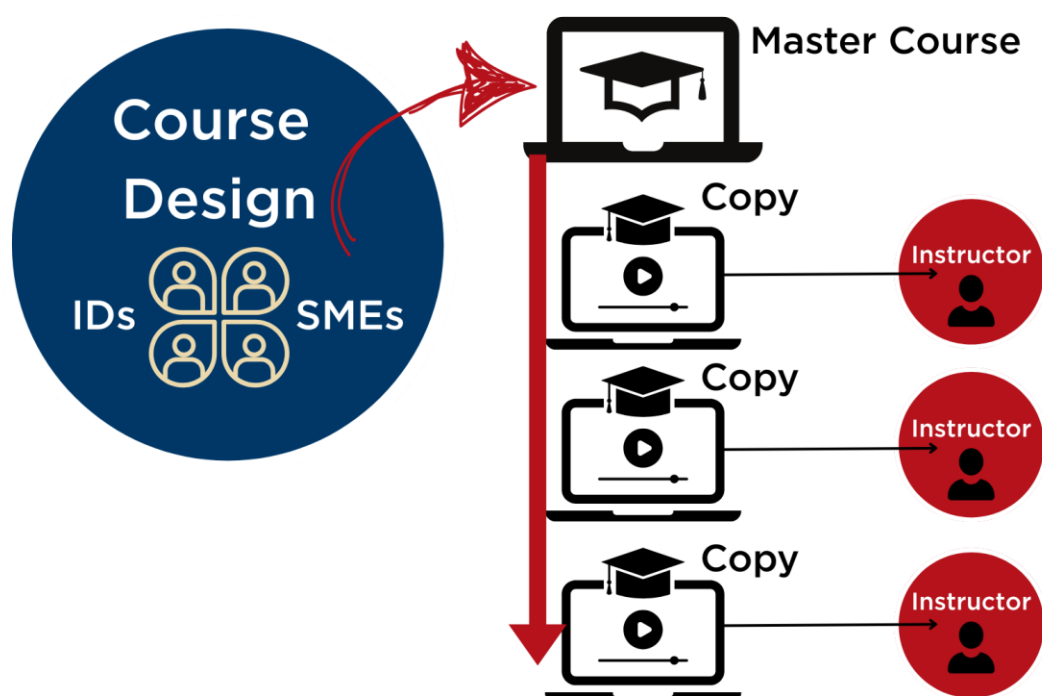 Course
Design
IDs
SMEs
Master Course
Copy
Instructor
Copy
Instructor
Copy
Instructor